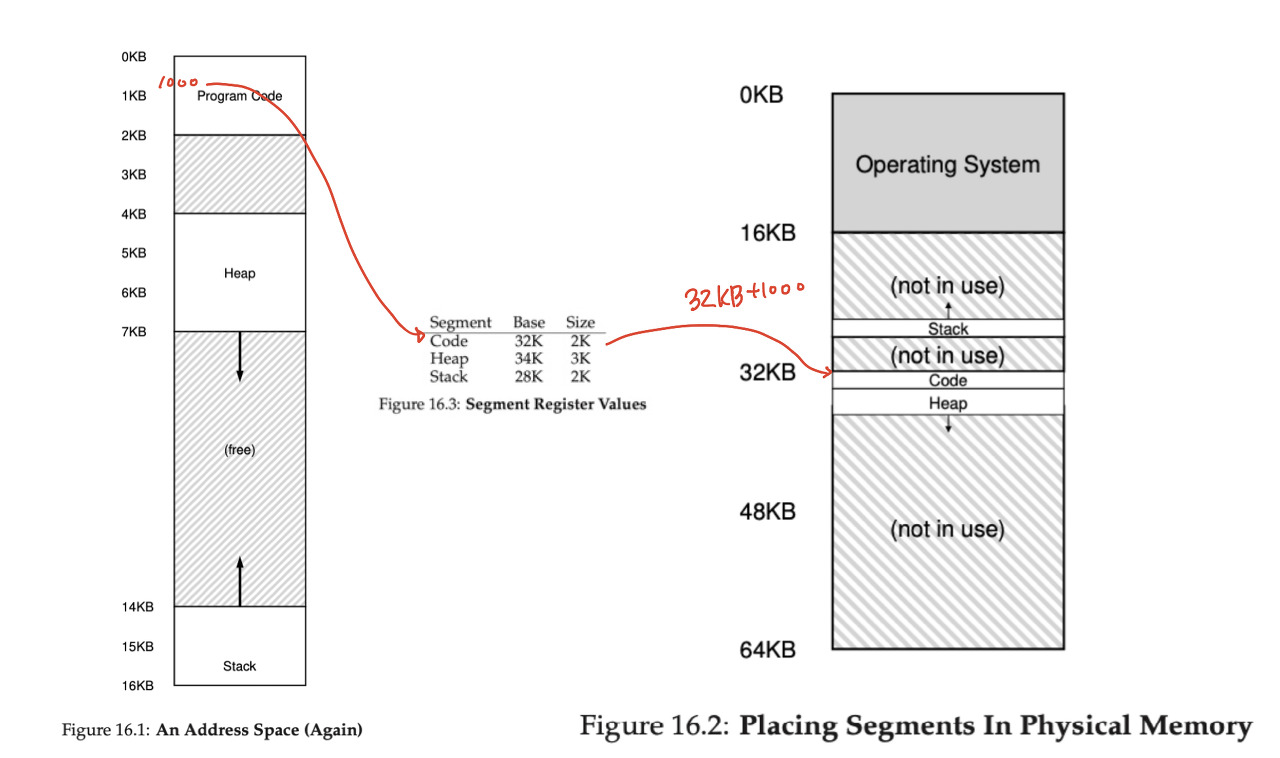 0KB
1000
1KB
Program Code
2KB
3KB
4KB
5KB
Heap
6KB
7KB
(free)
14KB
15KB
Stack
16KB
Figure 16.1: An Address Space (Again)
Segment Base Size
Code 32K 2K
Heap 34K 3K
Stack 28K 2K
Figure 16.3: Segment Register Values
32KB+1000
0KB
Operating System
16KB
(not in use)
Stack
(not in use)
32KB
Code
Heap
48KB
(not in use)
64KB
Figure 16.2: Placing Segments In Physical Memory